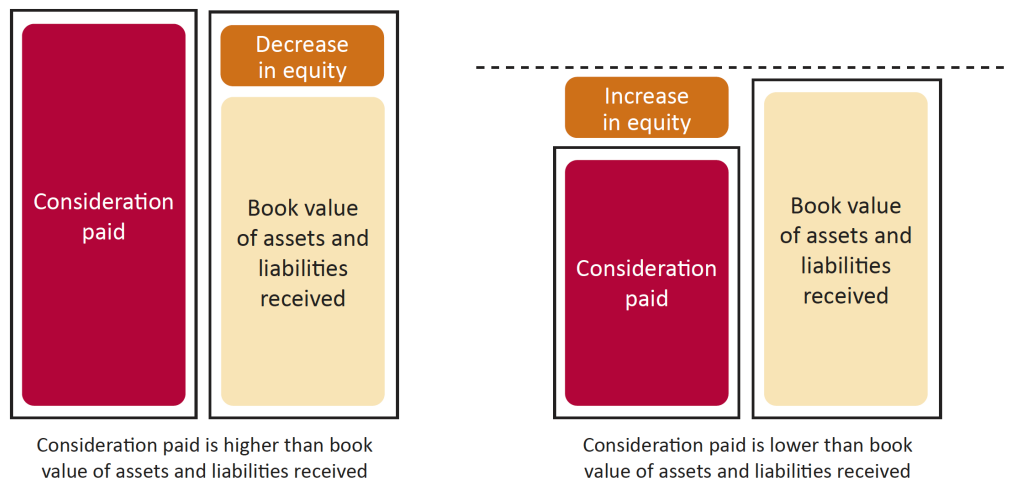 Consideration
paid
Decrease
in equity
Book value
of assets and
liabilities
received
Consideration paid is higher than book
value of assets and liabilities received
Increase
in equity
Consideration
paid
Book value
of assets and
liabilities
received
Consideration paid is lower than book
value of assets and liabilities received